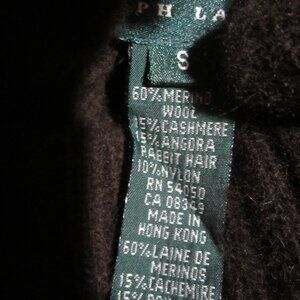 PH LA
S
60% MERINO
WOOL
15% CASHMERE
15% ANGORA
RABBIT HAIR
10% NYLON
RN 54050
CA 08349
MADE IN
HONG KONG
60% LAINE DE
MERINOS
15% CACHEMIRE
15%